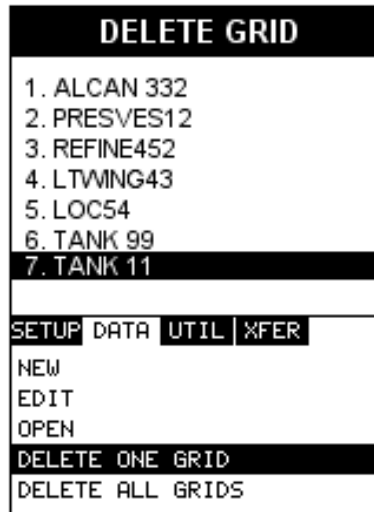 DELETE GRID
1. ALCAN 332
2. PRESVES12
3. REFINE452
4. LTWING43
5. LOC54
6. TANK 99
7. TANK 11
SETUP DATA UTIL XFER
NEW
EDIT
OPEN
DELETE ONE GRID
DELETE ALL GRIDS